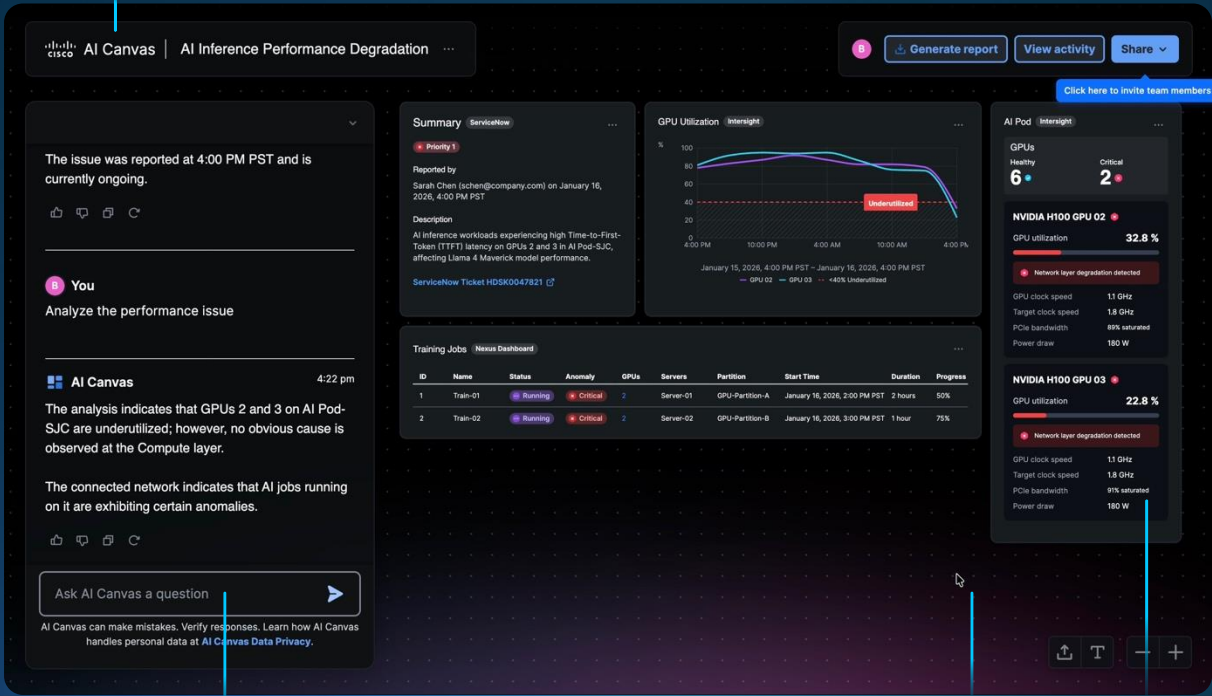 CISCO AI Canvas | AI Inference Performance Degradation ...
B Generate report View activity Share
Click here to invite team members
The issue was reported at 4:00 PM PST and is
currently ongoing.
B You
Analyze the performance issue
AI Canvas 4:22 pm
The analysis indicates that GPUs 2 and 3 on AI Pod-
SJC are underutilized; however, no obvious cause is
observed at the Compute layer.
The connected network indicates that AI jobs running
on it are exhibiting certain anomalies.
Ask AI Canvas a question
AI Canvas can make mistakes. Verify responses. Learn how AI Canvas
handles personal data at AI Canvas Data Privacy.
Summary ServiceNow ...
Priority 1
Reported by
Sarah Chen (schen@company.com) on January 16,
2026, 4:00 PM PST
Description
AI inference workloads experiencing high Time-to-First-
Token (TTFT) latency on GPUs 2 and 3 in AI Pod-SJC,
affecting Llama 4 Maverick model performance.
ServiceNow Ticket HDSK0047821
GPU Utilization Intersight ...
%
100
80
60
40
20
0
Underutilized
4:00 PM 10:00 PM 4:00 AM 10:00 AM 4:00 PM
January 15, 2026, 4:00 PM PST – January 16, 2026, 4:00 PM PST
GPU 02 GPU 03 <40% Underutilized
Training Jobs Nexus Dashboard ...
ID Name Status Anomaly GPUs Servers Partition Start Time Duration Progress
1 Train-01 Running Critical 2 Server-01 GPU-Partition-A January 16, 2026, 2:00 PM PST 2 hours 50%
2 Train-02 Running Critical 2 Server-02 GPU-Partition-B January 16, 2026, 3:00 PM PST 1 hour 75%
AI Pod Intersight ...
GPUs
Healthy Critical
6 2
NVIDIA H100 GPU 02
GPU utilization 32.8 %
Network layer degradation detected
GPU clock speed 1.1 GHz
Target clock speed 1.8 GHz
PCIe bandwidth 89% saturated
Power draw 180 W
NVIDIA H100 GPU 03
GPU utilization 22.8 %
Network layer degradation detected
GPU clock speed 1.1 GHz
Target clock speed 1.8 GHz
PCIe bandwidth 91% saturated
Power draw 180 W
T